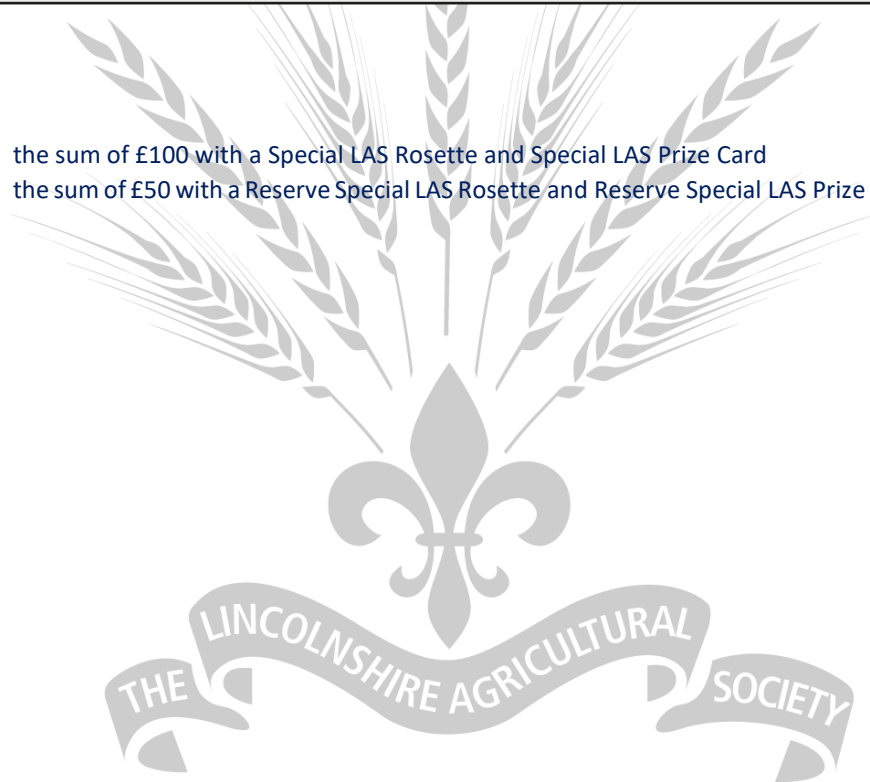 the sum of £100 with a Special LAS Rosette and Special LAS Prize Card
the sum of £50 with a Reserve Special LAS Rosette and Reserve Special LAS Prize
THE LINCOLNSHIRE AGRICULTURAL SOCIETY